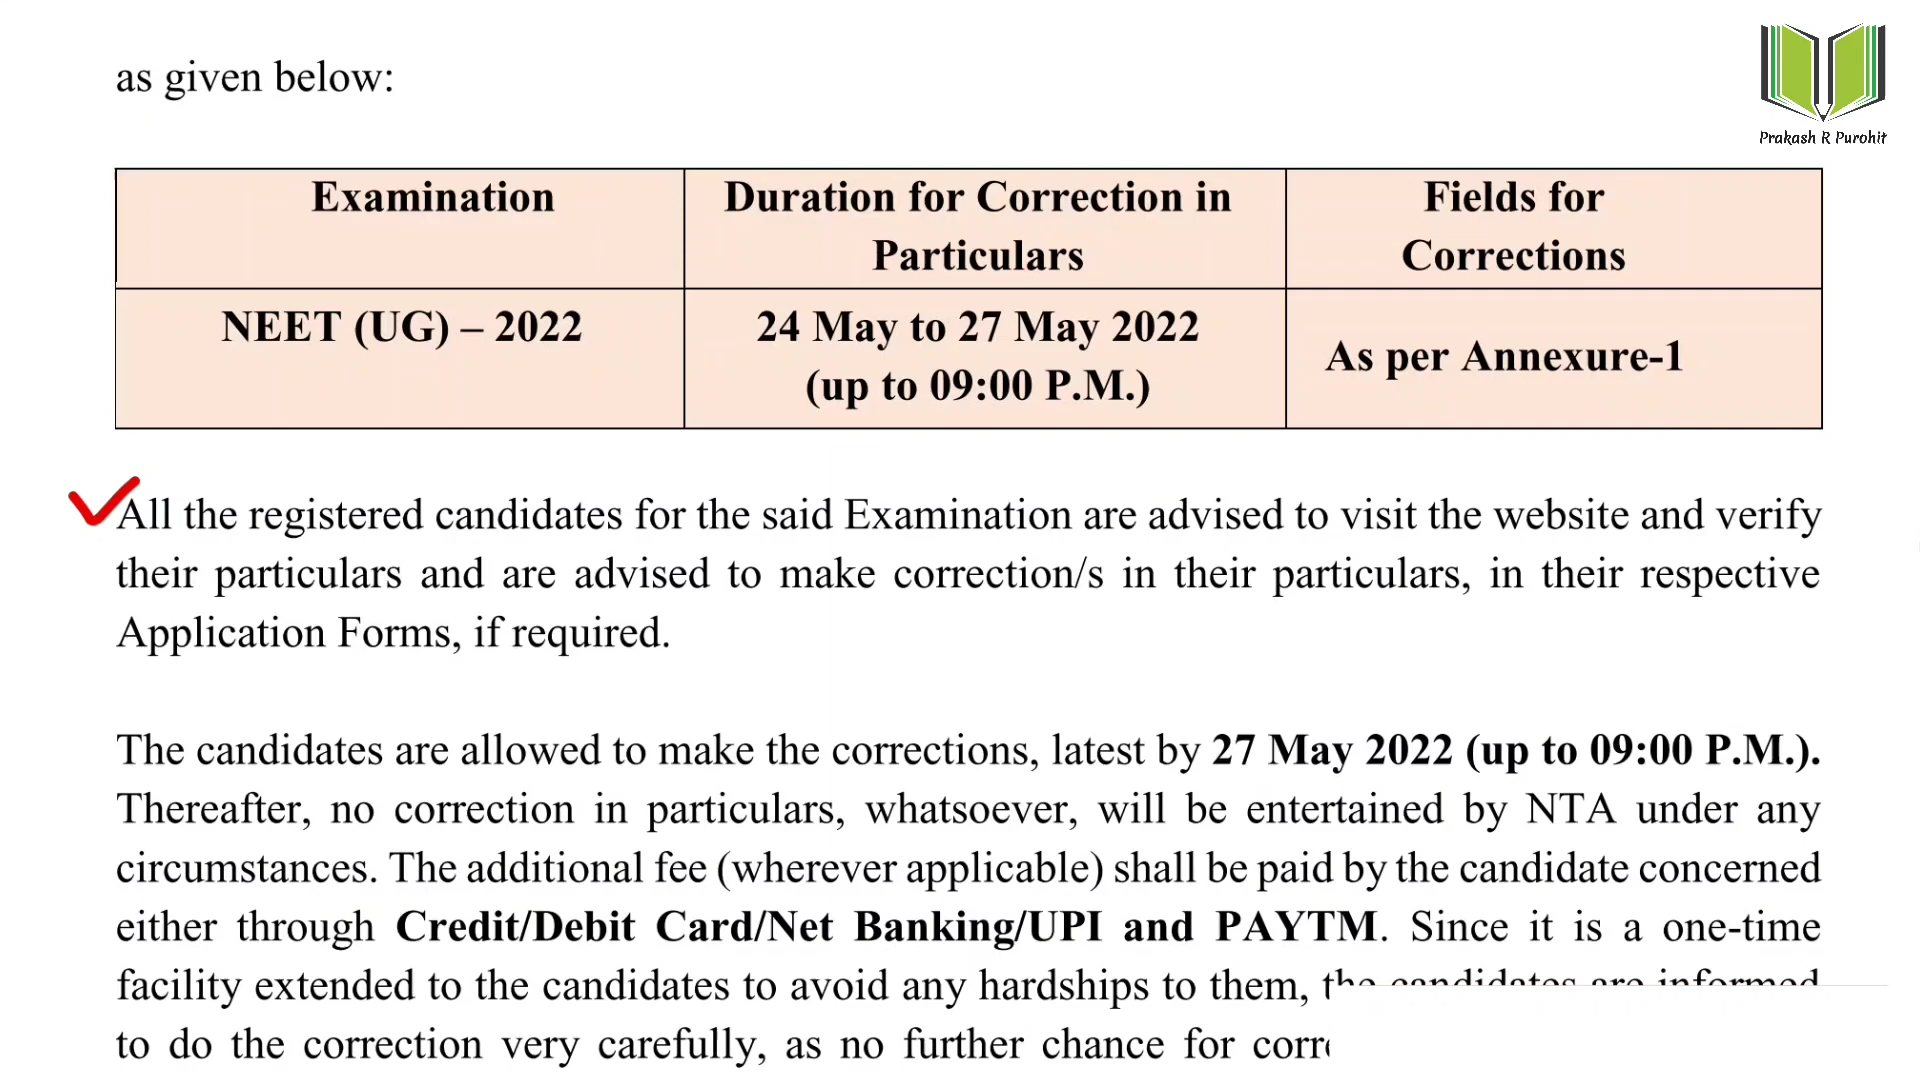 as given below:
Prakash R Purohit
Examination
Duration for Correction in
Particulars
Fields for
Corrections
NEET (UG) – 2022
24 May to 27 May 2022
(up to 09:00 P.M.)
As per Annexure-1
All the registered candidates for the said Examination are advised to visit the website and verify
their particulars and are advised to make correction/s in their particulars, in their respective
Application Forms, if required.
The candidates are allowed to make the corrections, latest by 27 May 2022 (up to 09:00 P.M.).
Thereafter, no correction in particulars, whatsoever, will be entertained by NTA under any
circumstances. The additional fee (wherever applicable) shall be paid by the candidate concerned
either through Credit/Debit Card/Net Banking/UPI and PAYTM. Since it is a one-time
facility extended to the candidates to avoid any hardships to them, the candidates are informed
to do the correction very carefully, as no further chance for